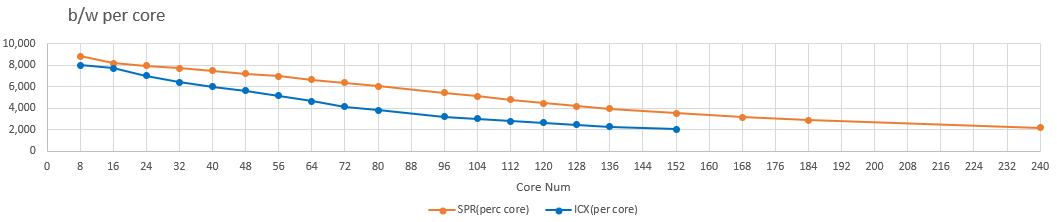 b/w per core
10,000
8,000
6,000
4,000
2,000
0
0 8 16 24 32 40 48 56 64 72 80 88 96 104 112 120 128 136 144 152 160 168 176 184 192 200 208 216 224 232 240
Core Num
SPR(perc core) ICX(per core)